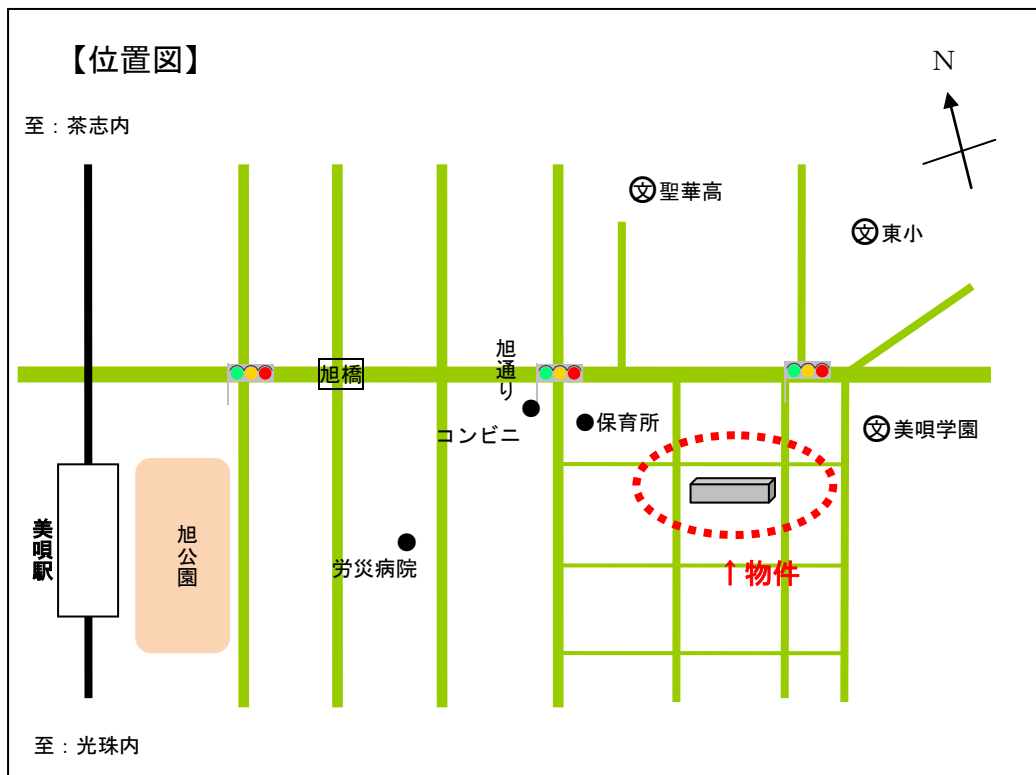 【位置図】
N
至：茶志内
文聖華高
文東小
旭通り
旭橋
コンビニ
●保育所
文美唄学園
美唄駅
旭公園
労災病院
↑物件
至：光珠内